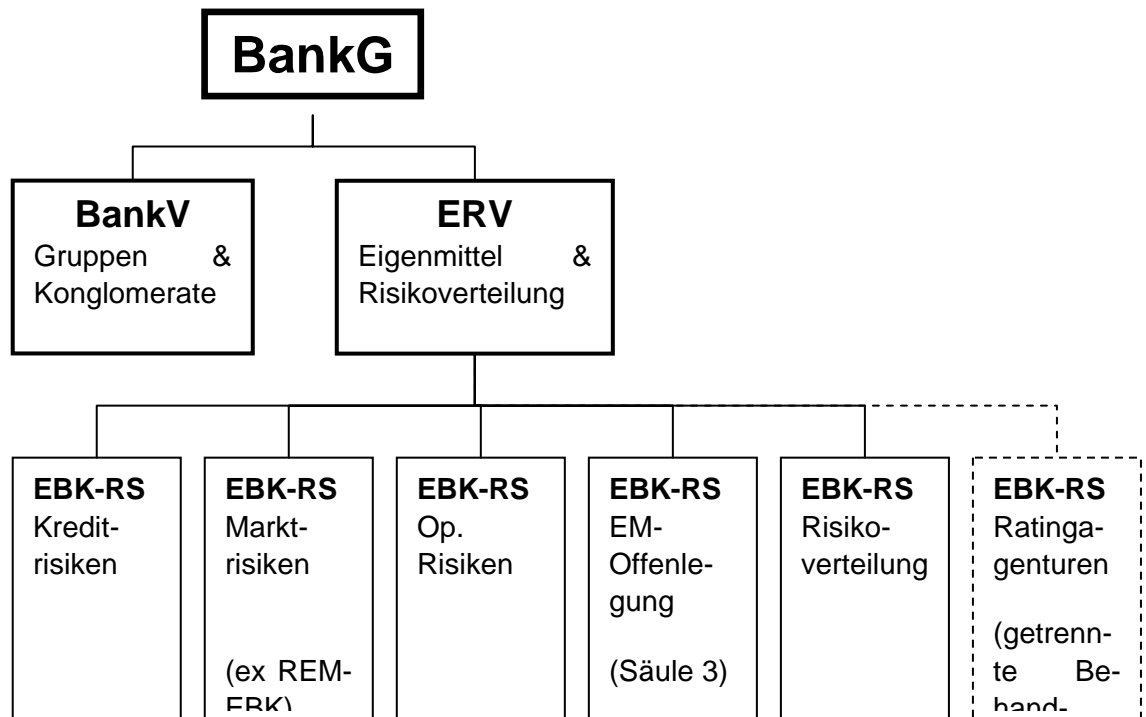 BankG
BankV
Gruppen &
Konglomerate
ERV
Eigenmittel &
Risikoverteilung
EBK-RS
Kredit-
risiken
EBK-RS
Markt-
risiken
(ex REM-
EBK)
EBK-RS
Op.
Risiken
EBK-RS
EM-
Offenle-
gung
(Säule 3)
EBK-RS
Risiko-
verteilung
EBK-RS
Ratinga-
genturen
(getrenn-
te Be-
hand-